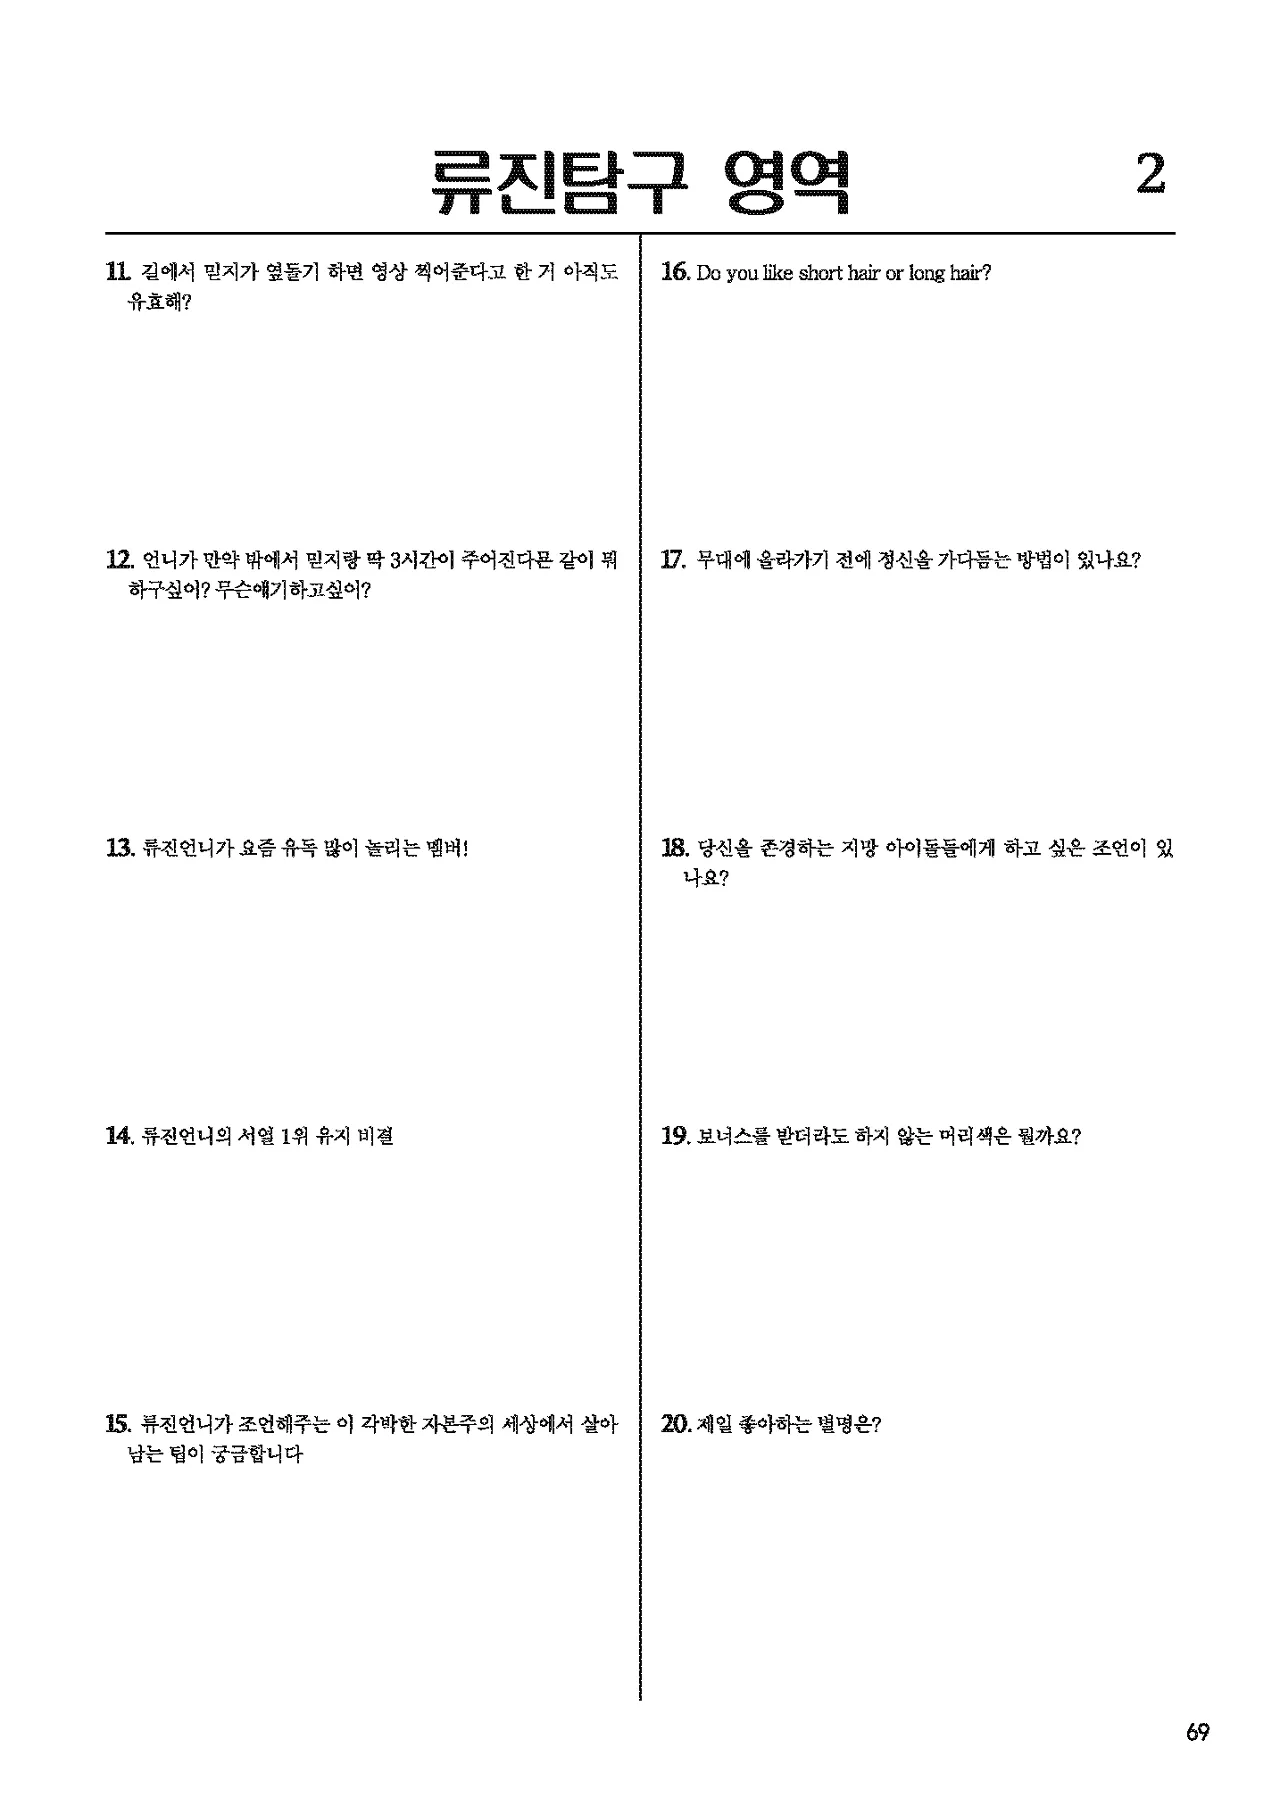 류진탐구 영역
2
11. 길에서 믿지가 옆돌기 하면 영상 찍어준다고 한 거 아직도
유효해?
12. 언니가 만약 밖에서 믿지랑 딱 3시간이 주어진다몬 같이 뭐
하구싶어? 무슨얘기하고싶어?
13. 류진언니가 요즘 유독 많이 놀리는 멤버!
14. 류진언니의 서열 1위 유지 비결
15. 류진언니가 조언해주는 이 각박한 자본주의 세상에서 살아
남는 팁이 궁금합니다
16. Do you like short hair or long hair?
17. 무대에 올라가기 전에 정신을 가다듬는 방법이 있나요?
18. 당신을 존경하는 지망 아이돌들에게 하고 싶은 조언이 있
나요?
19. 보너스를 받더라도 하지 않는 머리색은 뭘까요?
20. 제일 좋아하는 별명은?
69